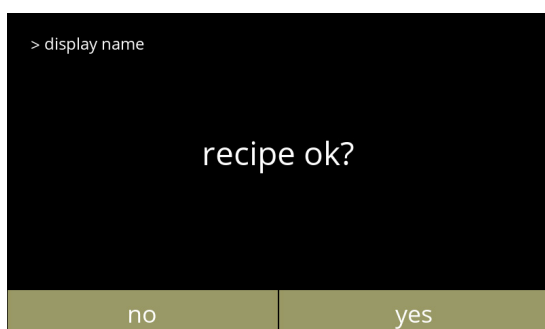 > display name
recipe ok?
no
yes